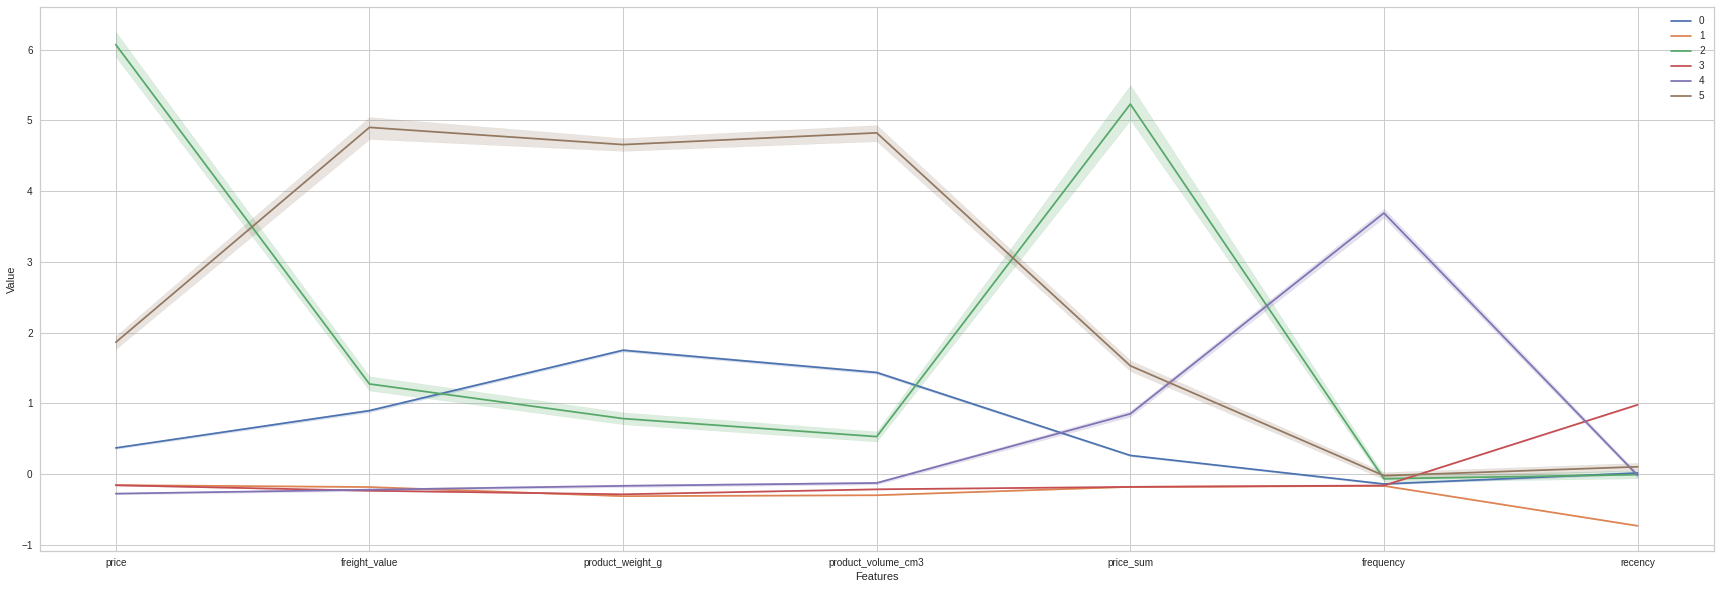 0
1
2
3
4
5
6
5
4
3
2
1
0
−1
Value
price
freight_value
product_weight_g
product_volume_cm3
price_sum
frequency
recency
Features